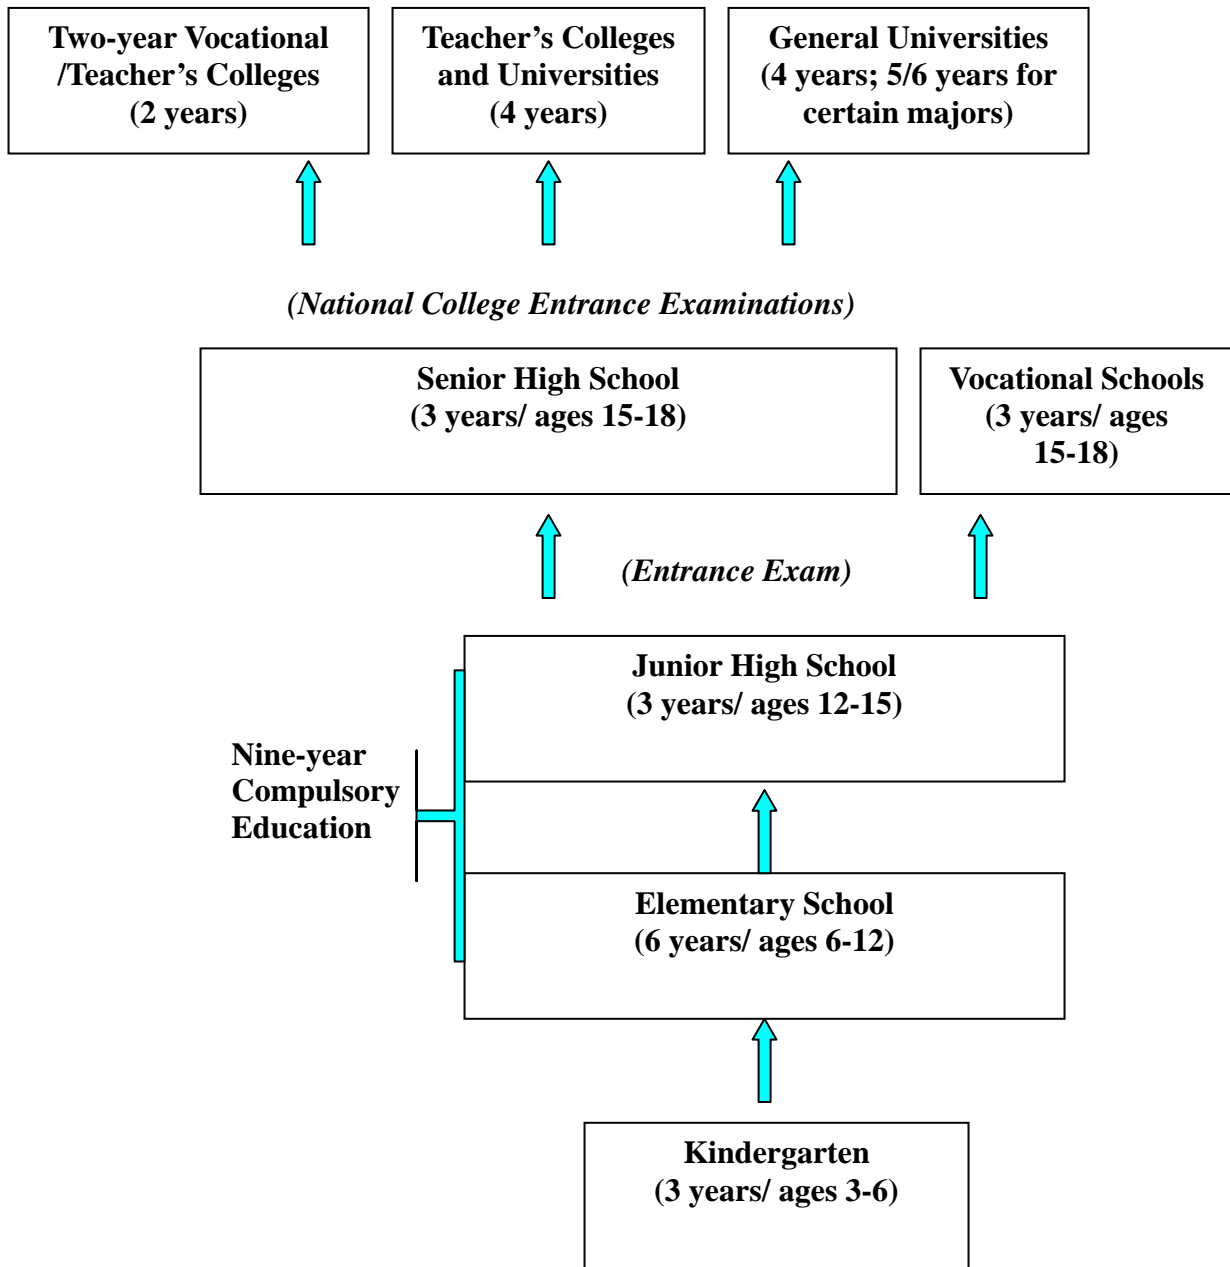 Two-year Vocational
/Teacher’s Colleges
(2 years)
Teacher’s Colleges
and Universities
(4 years)
General Universities
(4 years; 5/6 years for
certain majors)
(National College Entrance Examinations)
Senior High School
(3 years/ ages 15-18)
Vocational Schools
(3 years/ ages
15-18)
(Entrance Exam)
Junior High School
(3 years/ ages 12-15)
Nine-year
Compulsory
Education
Elementary School
(6 years/ ages 6-12)
Kindergarten
(3 years/ ages 3-6)